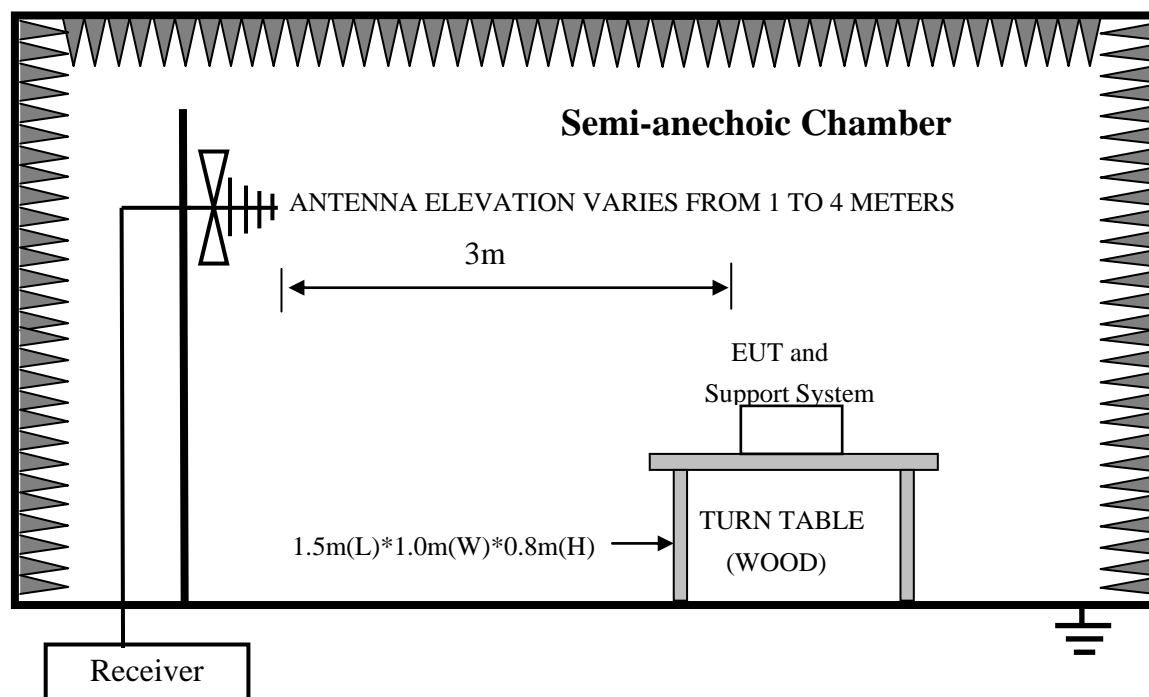 Semi-anechoic Chamber
ANTENNA ELEVATION VARIES FROM 1 TO 4 METERS
3m
EUT and
Support System
TURN TABLE
(WOOD)
1.5m(L)*1.0m(W)*0.8m(H)
Receiver